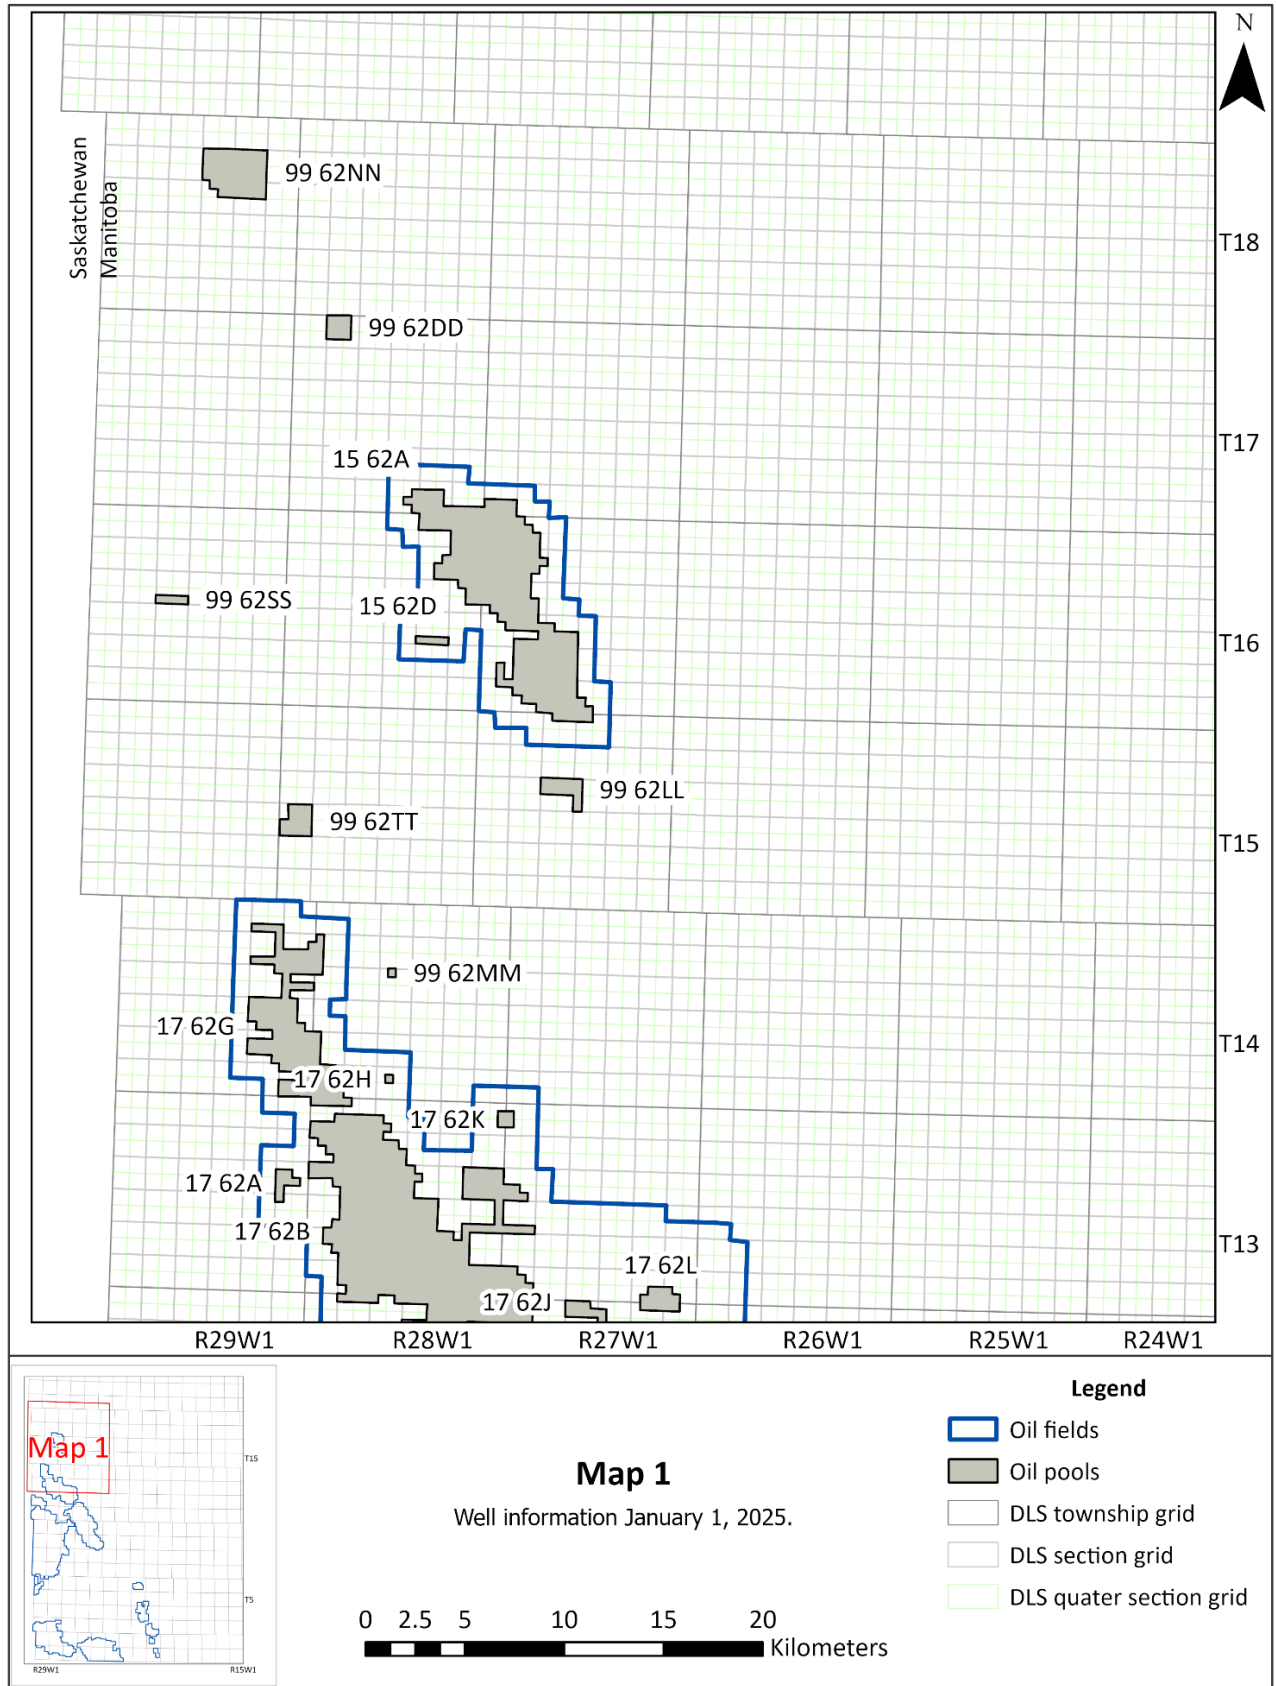 N
Saskatchewan
Manitoba
99 62NN
T18
99 62DD
T17
15 62A
99 62SS
15 62D
T16
99 62LL
99 62TT
T15
99 62MM
17 62G
T14
17 62H
17 62K
17 62A
17 62B
T13
17 62L
17 62J
R29W1
R28W1
R27W1
R26W1
R25W1
R24W1
Map 1
T15
T5
R29W1
R15W1
Map 1
Well information January 1, 2025.
0
2.5
5
10
15
20
Kilometers
Legend
Oil fields
Oil pools
DLS township grid
DLS section grid
DLS quater section grid